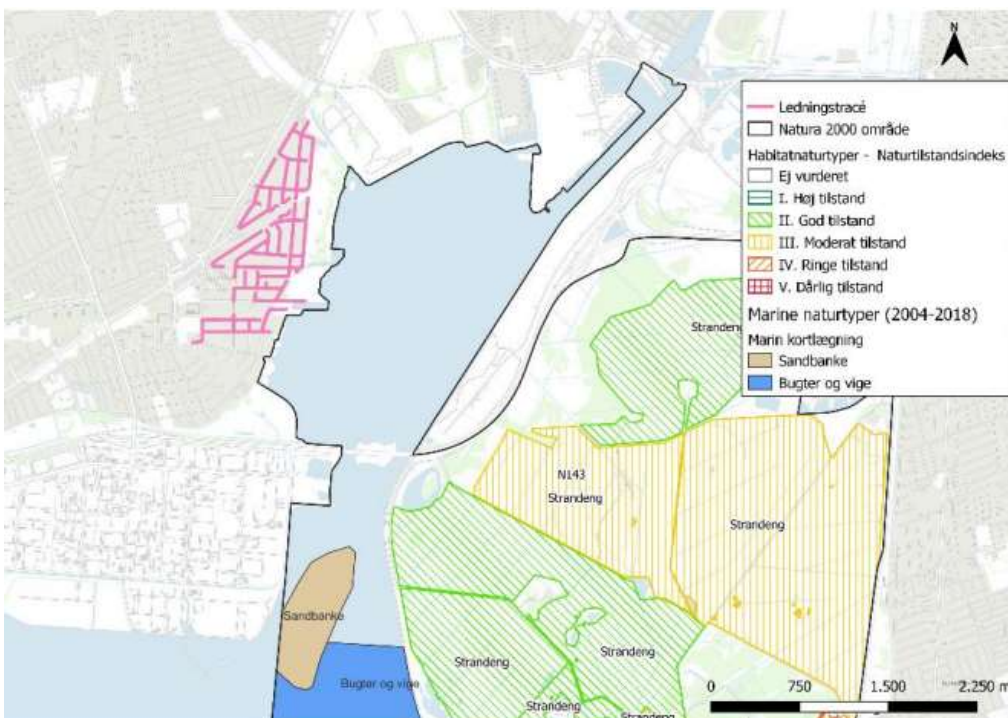 N
Ledningstracé
Natura 2000 område
Habitatnaturtyper - Naturtilstandsindeks
Ej vurderet
I. Høj tilstand
II. God tilstand
III. Moderat tilstand
IV. Ringe tilstand
V. Dårlig tilstand
Marine naturtyper (2004-2018)
Marin kortlægning
Sandbanke
Bugter og vige
Strandeng
N143
Strandeng
Strandeng
Sandbanke
Strandeng
Strandeng
Bugter og vige
Strandeng
Strandeng
0 750 1.500 2.250 m